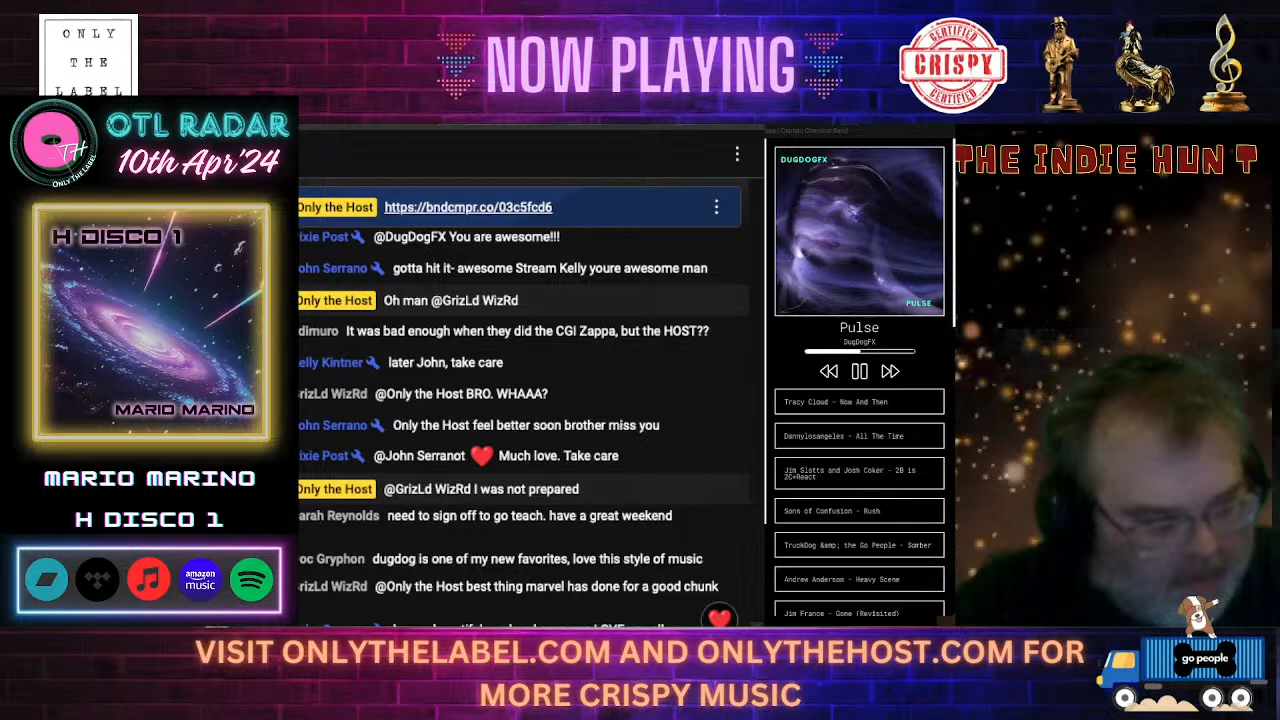 ONLY
THE
LABEL
NOW PLAYING
CERTIFIED
CRISPY
CERTIFIED
OTL RADAR
10th Apr'24
OTH
ONLYTHELABEL
H DISCO 1
MARIO MARINO
MARIO MARINO
H DISCO 1
amazon music
Only the Host https://bndcmpr.co/03c5fcd6
ixie Post @DugDogFX You are awesome!!!
ohn Serrano gotta hit it- awesome Stream Kelly youre awesome man
Only the Host Oh man @GrizLd WizRd
dimuro It was bad enough when they did the CGI Zappa, but the HOST??
elly Kintner later John, take care
rizLd WizRd @Only the Host BRO. WHAAA?
ohn Serrano Only the Host feel better soon brother miss you
ixie Post @John Serranot ❤️ Much love. Take care
Only the Host @GrizLd WizRd I was not prepared
arah Reynolds need to sign off to go teach. have a great weekend
oc Gryphon dugdog is one of my new favorites, love this style of music
rizLd WizRd @Only the Host best thing marvel has done for a good chunk
| Captain Chemical Band
DUGDOGFX
PULSE
Pulse
DugDogFX
Tracy Cloud - Now And Then
Dannylosangeles - All The Time
Jim Slatts and Josh Coker - 2B is
2C+React
Sons of Confusion - Rush
TruckDog &amp; the Go People - Somber
Andrew Anderson - Heavy Scene
Jim France - Gone (Revisited)
THE INDIE HUN T
VISIT ONLYTHELABEL.COM AND ONLYTHEHOST.COM FOR
MORE CRISPY MUSIC
go people